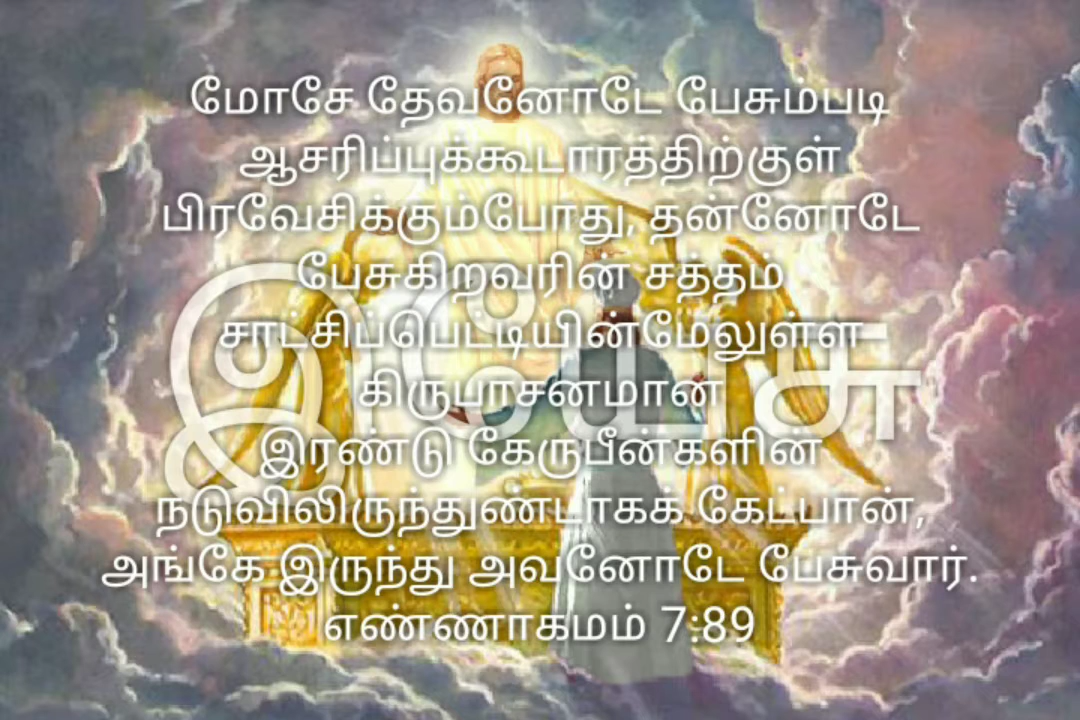 மோசே தேவனோடே பேசும்படி
ஆசரிப்புக்கூடாரத்திற்குள்
பிரவேசிக்கும்போது, தன்னோடே
பேசுகிறவரின் சத்தம்
சாட்சிப்பெட்டியின்மேலுள்ள
கிருபாசனமான
இரண்டு கேருபீன்களின்
நடுவிலிருந்துண்டாகக் கேட்பான்,
அங்கே இருந்து அவனோடே பேசுவார்.
எண்ணாகமம் 7:89
இயேசு